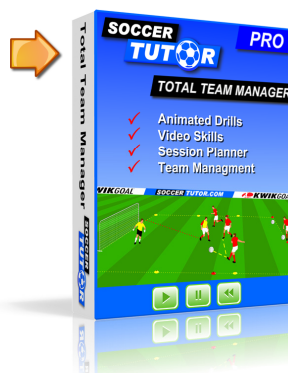 SOCCER
TUTOR
PRO
TOTAL TEAM MANAGER
Animated Drills
Video Skills
Session Planner
Team Managment
KWIKGOAL
SOCCER TUTOR.COM
KWIKGOAL
Total Team Manager
SOCCER
TUTOR